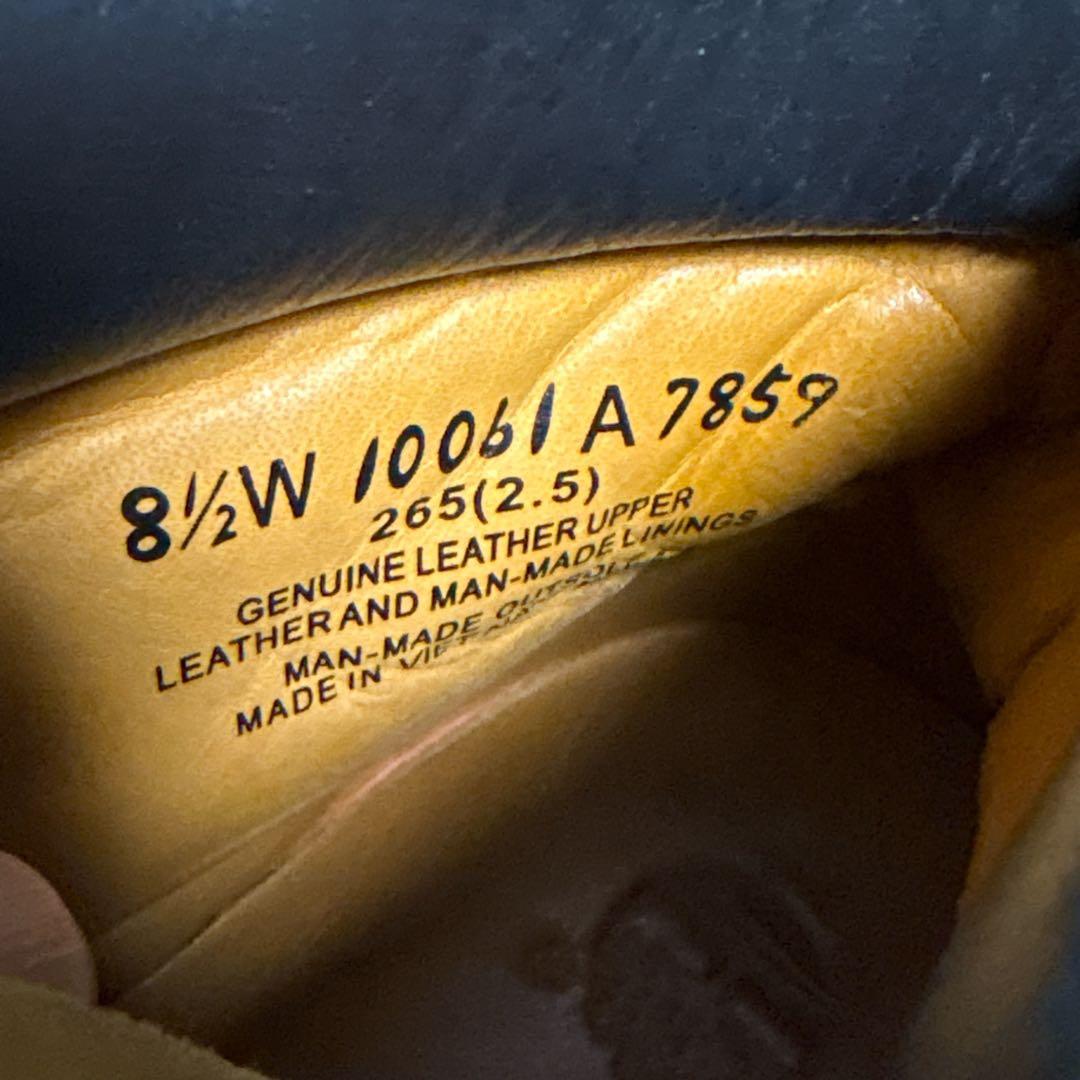 8½W 10061 A 7859
265(2.5)
GENUINE LEATHER UPPER
LEATHER AND MAN-MADE LININGS
MAN-MADE OUTSOLE
MADE IN